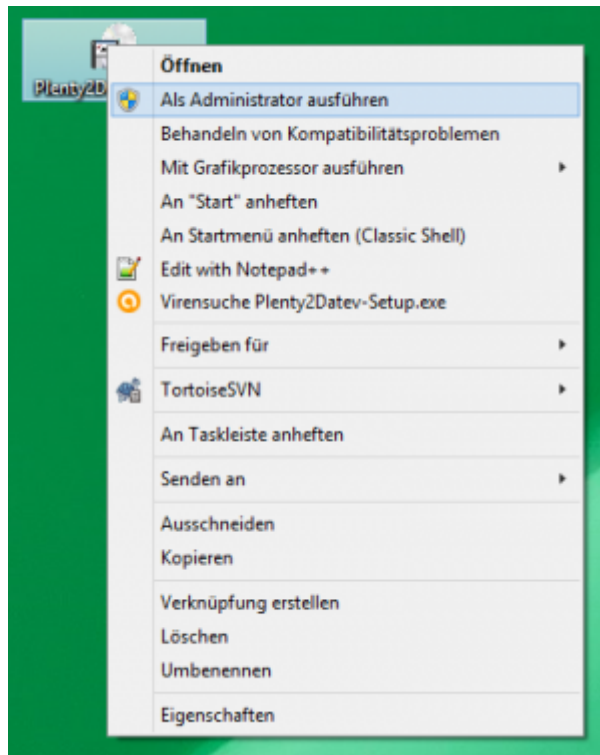 Plenty2D
Öffnen
Als Administrator ausführen
Behandeln von Kompatibilitätsproblemen
Mit Grafikprozessor ausführen
An "Start" anheften
An Startmenü anheften (Classic Shell)
Edit with Notepad++
Virensuche Plenty2Datev-Setup.exe
Freigeben für
TortoiseSVN
An Taskleiste anheften
Senden an
Ausschneiden
Kopieren
Verknüpfung erstellen
Löschen
Umbenennen
Eigenschaften